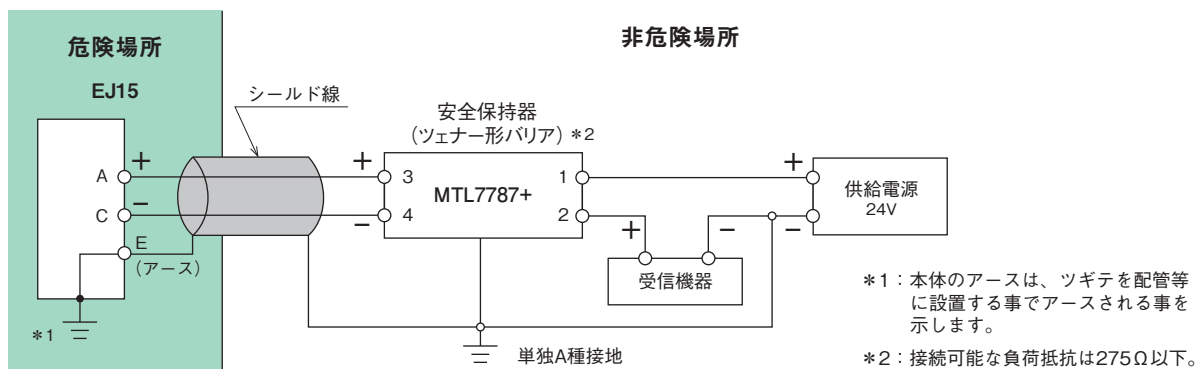 危険場所
非危険場所
EJ15
シールド線
安全保持器
（ツェナー形バリア）＊2
A
+
C
−
E
（アース）
＊1
+
3
−
4
MTL7787+
1
2
+
−
受信機器
+
−
供給電源
24V
単独A種接地
＊1：本体のアースは、ツギテを配管等
に設置する事でアースされる事を
示します。
＊2：接続可能な負荷抵抗は275Ω以下。